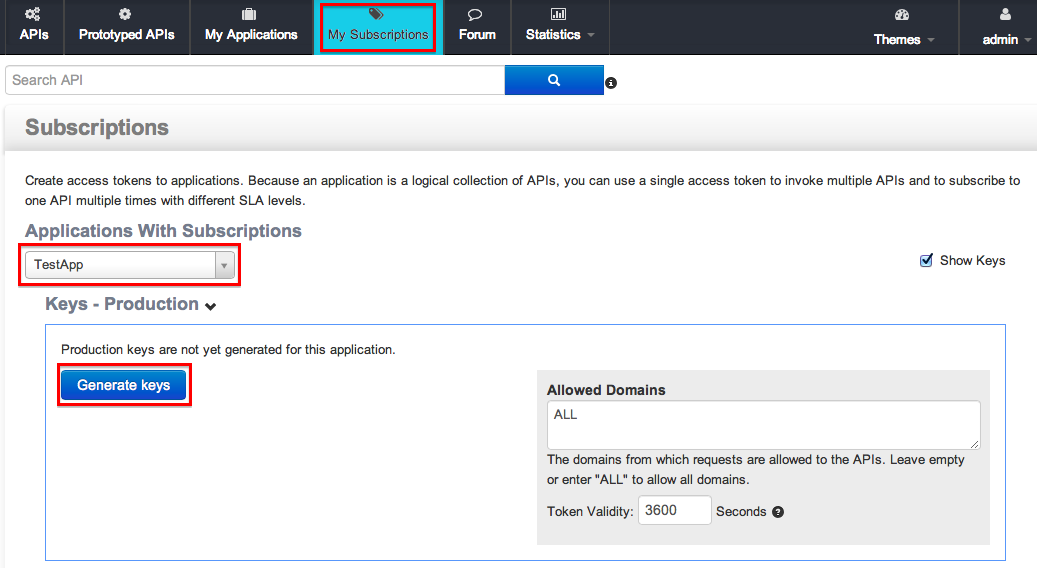 APIs
Prototyped APIs
My Applications
My Subscriptions
Forum
Statistics
Themes
admin
Search API
Subscriptions
Create access tokens to applications. Because an application is a logical collection of APIs, you can use a single access token to invoke multiple APIs and to subscribe to
one API multiple times with different SLA levels.
Applications With Subscriptions
TestApp
Show Keys
Keys - Production
Production keys are not yet generated for this application.
Generate keys
Allowed Domains
ALL
The domains from which requests are allowed to the APIs. Leave empty
or enter "ALL" to allow all domains.
Token Validity: 3600 Seconds